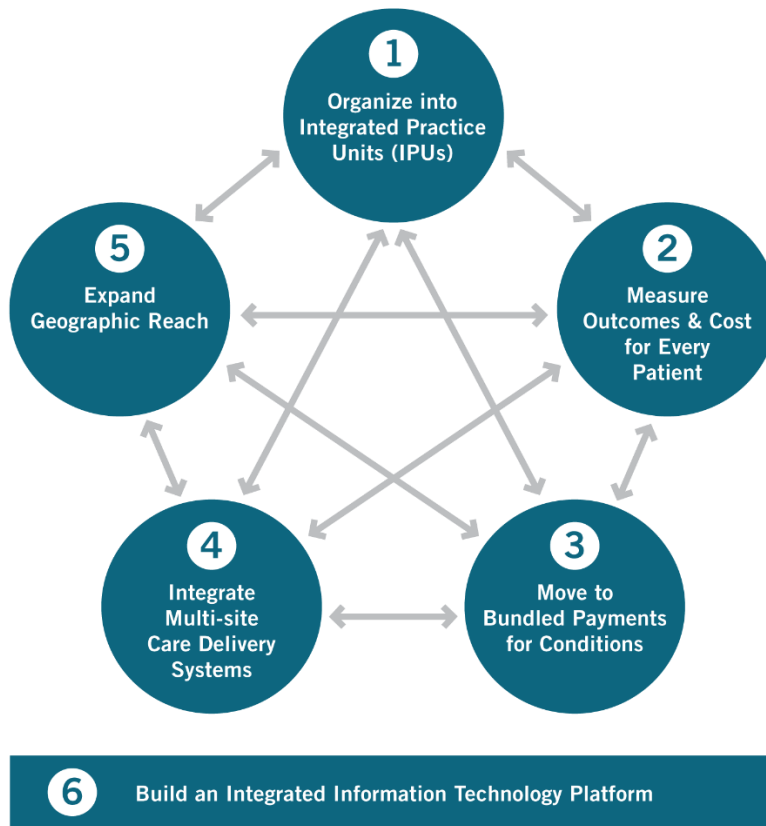 1
Organize into
Integrated Practice
Units (IPUs)
2
Measure
Outcomes & Cost
for Every
Patient
3
Move to
Bundled Payments
for Conditions
4
Integrate
Multi-site
Care Delivery
Systems
5
Expand
Geographic Reach
6 Build an Integrated Information Technology Platform